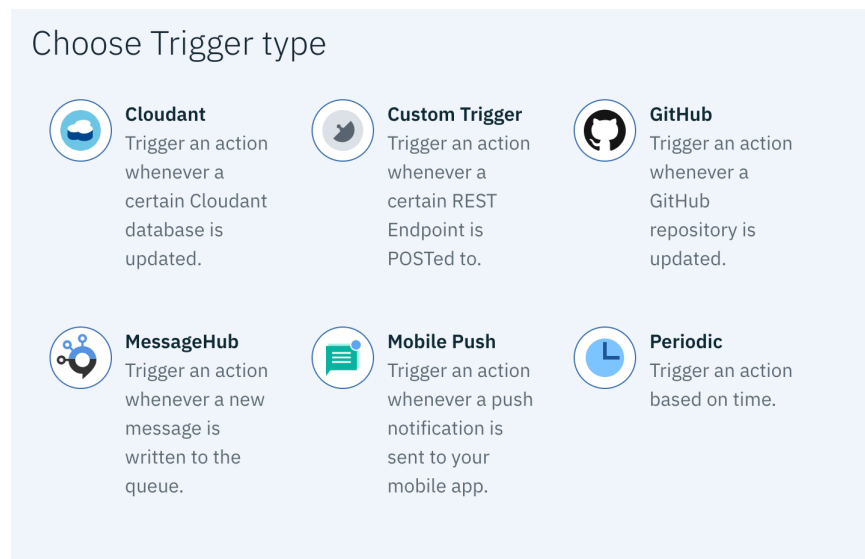 Choose Trigger type
Cloudant
Trigger an action
whenever a
certain Cloudant
database is
updated.
Custom Trigger
Trigger an action
whenever a
certain REST
Endpoint is
POSTed to.
GitHub
Trigger an action
whenever a
GitHub
repository is
updated.
MessageHub
Trigger an action
whenever a new
message is
written to the
queue.
Mobile Push
Trigger an action
whenever a push
notification is
sent to your
mobile app.
Periodic
Trigger an action
based on time.